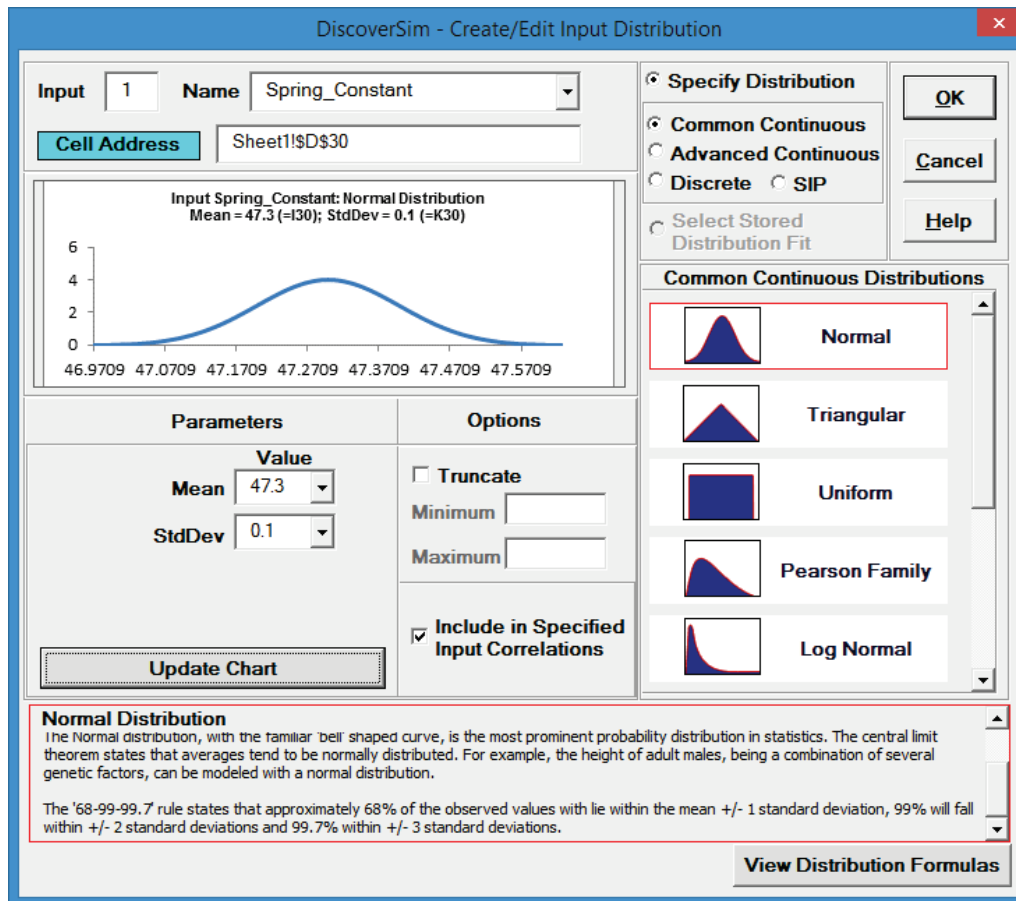 DiscoverSim - Create/Edit Input Distribution
×
Input 1 Name Spring_Constant
Cell Address Sheet1!$D$30
Specify Distribution
Common Continuous
Advanced Continuous
Discrete SIP
Select Stored
Distribution Fit
OK
Cancel
Help
Input Spring_Constant: Normal Distribution
Mean = 47.3 (=I30); StdDev = 0.1 (=K30)
6
4
2
0
46.9709 47.0709 47.1709 47.2709 47.3709 47.4709 47.5709
Common Continuous Distributions
Normal
Triangular
Uniform
Pearson Family
Log Normal
Parameters
Value
Mean 47.3
StdDev 0.1
Update Chart
Options
Truncate
Minimum
Maximum
Include in Specified
Input Correlations
Normal Distribution
The Normal distribution, with the familiar 'bell' shaped curve, is the most prominent probability distribution in statistics. The central limit
theorem states that averages tend to be normally distributed. For example, the height of adult males, being a combination of several
genetic factors, can be modeled with a normal distribution.
The '68-99-99.7' rule states that approximately 68% of the observed values with lie within the mean +/- 1 standard deviation, 99% will fall
within +/- 2 standard deviations and 99.7% within +/- 3 standard deviations.
View Distribution Formulas